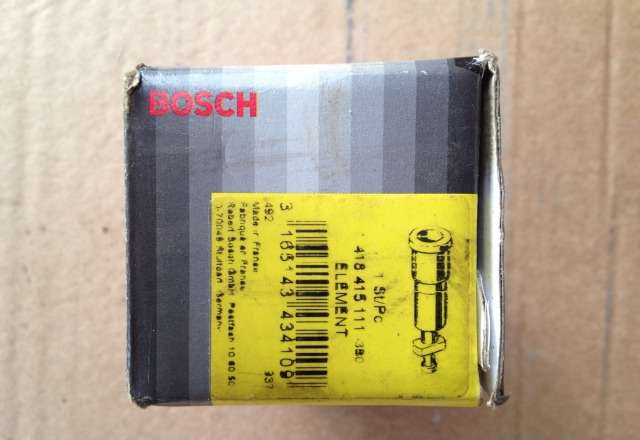 BOSCH
1 St/Pc
418 415 111 380
ELEMENT
3 165143 434109
492 937
Made in France
Fabriqué en France
Robert Bosch GmbH Postfach 10 60 50
D-70049 Stuttgart Germany